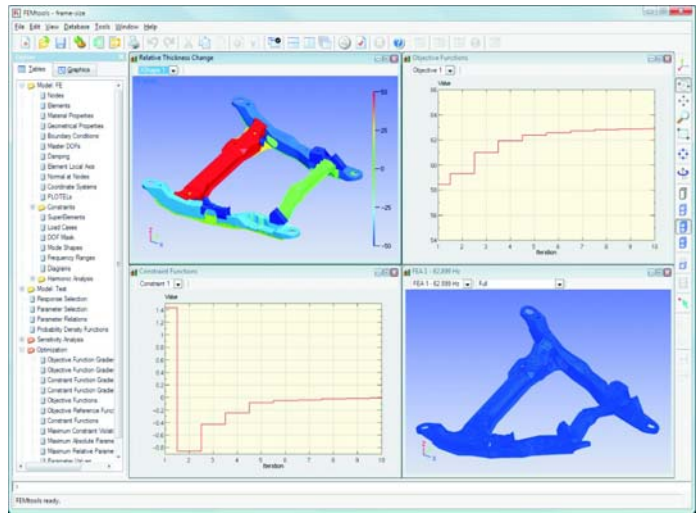 FEMtools - frame-size
File Edit View Database Tools Window Help
Tables Graphics
Model: FE
Nodes
Elements
Material Properties
Geometrical Properties
Boundary Conditions
Master DOFs
Damping
Element Local Axis
Normal at Nodes
Coordinate Systems
PLOTELs
Constraints
SuperElements
Load Cases
DOF Mask
Mode Shapes
Frequency Ranges
Diagrams
Harmonic Analysis
Model: Test
Response Selection
Parameter Selection
Parameter Relations
Probability Density Functions
Sensitivity Analysis
Optimization
Objective Function Gradie
Objective Function Gradie
Constraint Function Gradie
Constraint Function Gradie
Objective Functions
Objective Reference Funct
Constraint Functions
Maximum Constraint Violat
Maximum Absolute Parame
Maximum Relative Parame
Parameter Values
Relative Thickness Change
50
25
0
-25
-50
Objective Functions
Objective 1
Value
66
64
62
60
58
56
54
1 2 3 4 5 6 7 8 9 10
Iteration
Constraint Functions
Constraint 1
Value
1.4
1.2
1
0.8
0.6
0.4
0.2
0
-0.2
-0.4
-0.6
-0.8
1 2 3 4 5 6 7 8 9 10
Iteration
FEA 1 - 62.899 Hz
FEA 1 - 62.899 Hz Full
FEMtools ready.